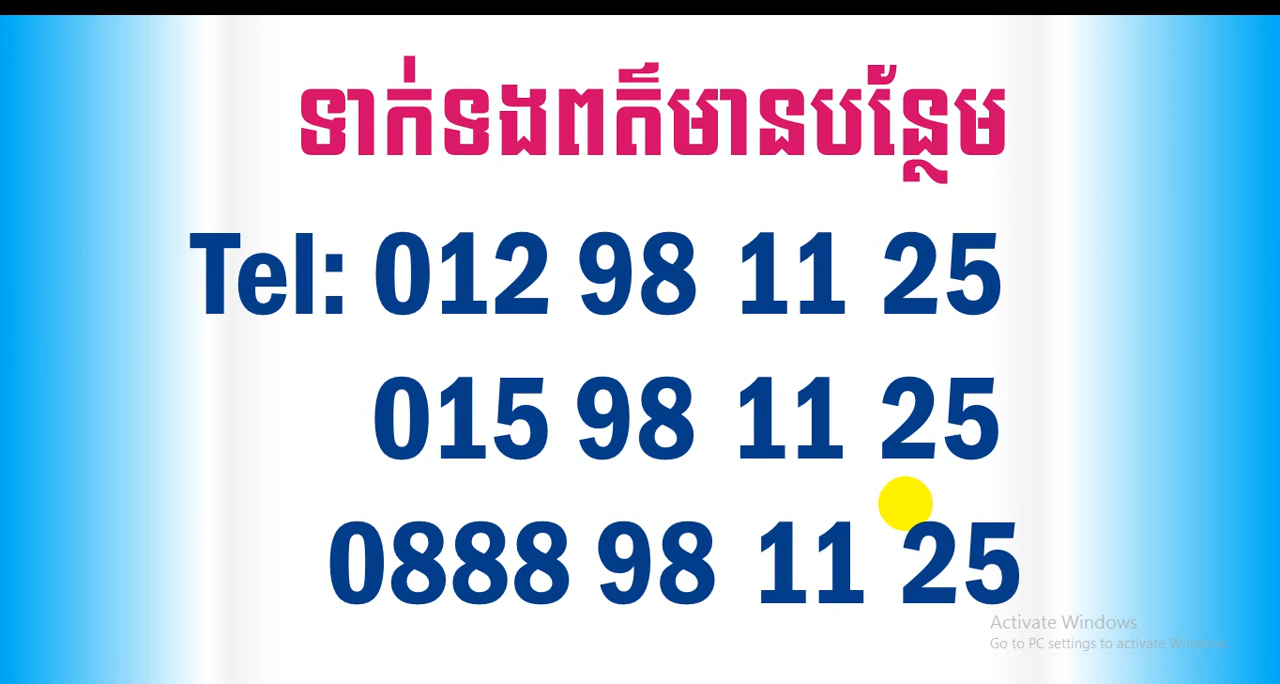 ទាក់ទងពត៌មានបន្ថែម
Tel: 012 98 11 25
015 98 11 25
0888 98 11 25
Activate Windows
Go to PC settings to activate Windows.